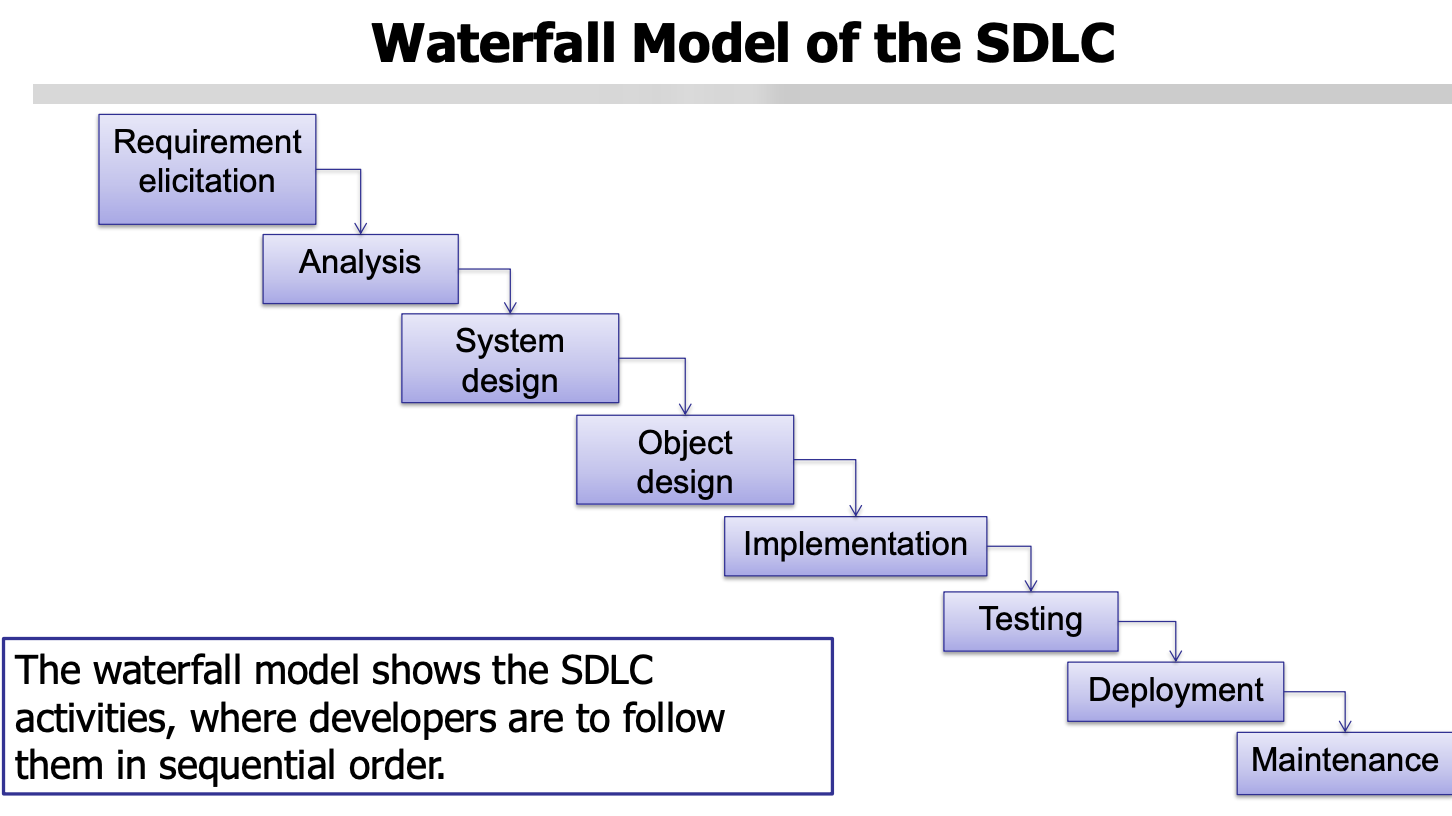 Waterfall Model of the SDLC
Requirement
elicitation
Analysis
System
design
Object
design
Implementation
Testing
Deployment
Maintenance
The waterfall model shows the SDLC
activities, where developers are to follow
them in sequential order.